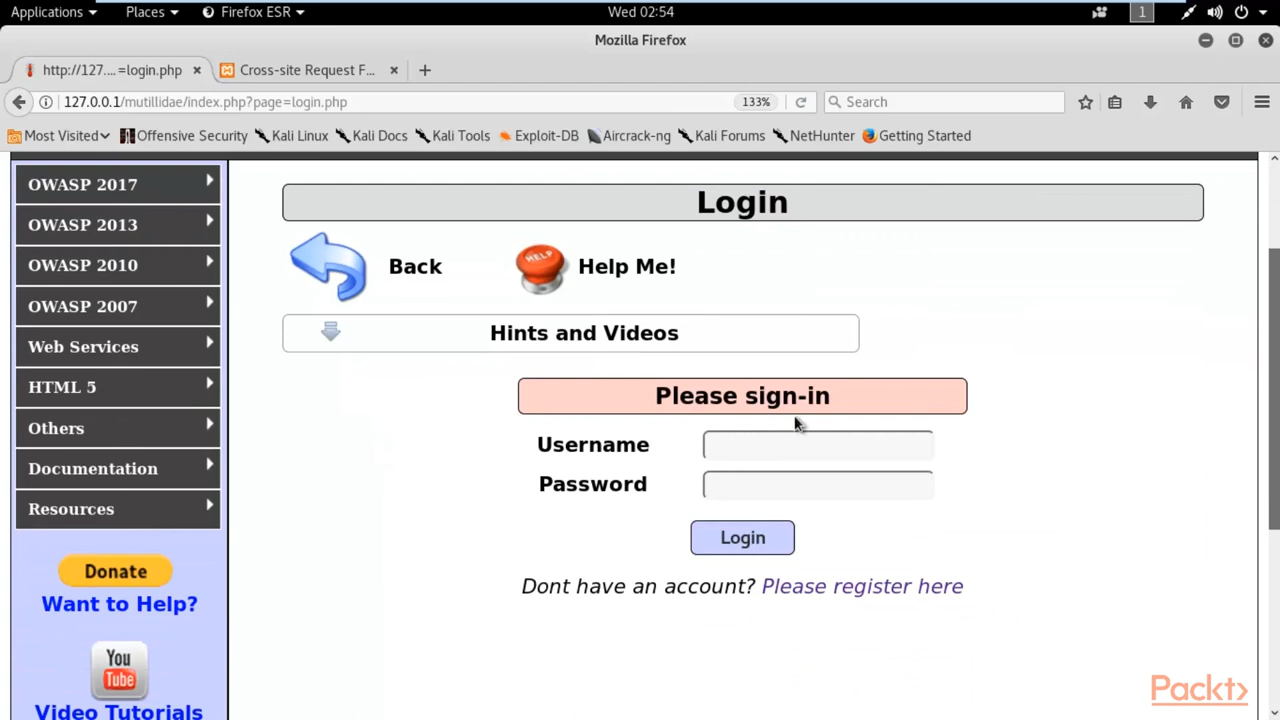 Applications Places Firefox ESR Wed 02:54 1
Mozilla Firefox
http://127....=login.php Cross-site Request F...
127.0.0.1/mutillidae/index.php?page=login.php 133% Search
Most Visited Offensive Security Kali Linux Kali Docs Kali Tools Exploit-DB Aircrack-ng Kali Forums NetHunter Getting Started
OWASP 2017
OWASP 2013
OWASP 2010
OWASP 2007
Web Services
HTML 5
Others
Documentation
Resources
Donate
Want to Help?
You
Tube
Video Tutorials
Login
Back HELP Help Me!
Hints and Videos
Please sign-in
Username
Password
Login
Dont have an account? Please register here
Packt>